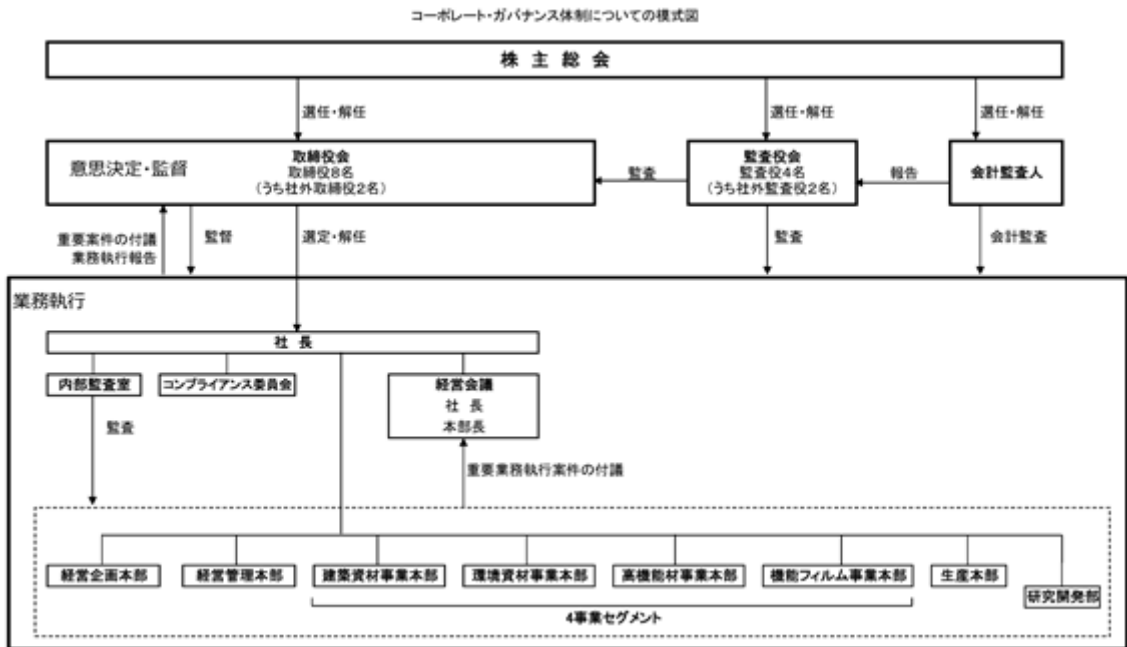 コーポレート・ガバナンス体制についての模式図
株 主 総 会
選任・解任
選任・解任
選任・解任
意思決定・監督
取締役会
取締役8名
(うち社外取締役2名)
監査
監査役会
監査役4名
(うち社外監査役2名)
報告
会計監査人
重要案件の付議
業務執行報告
監督
選定・解任
監査
会計監査
業務執行
社 長
内部監査室
コンプライアンス委員会
経営会議
社 長
本部長
監査
重要業務執行案件の付議
経営企画本部
経営管理本部
建築資材事業本部
環境資材事業本部
高機能材事業本部
機能フィルム事業本部
生産本部
研究開発部
4事業セグメント